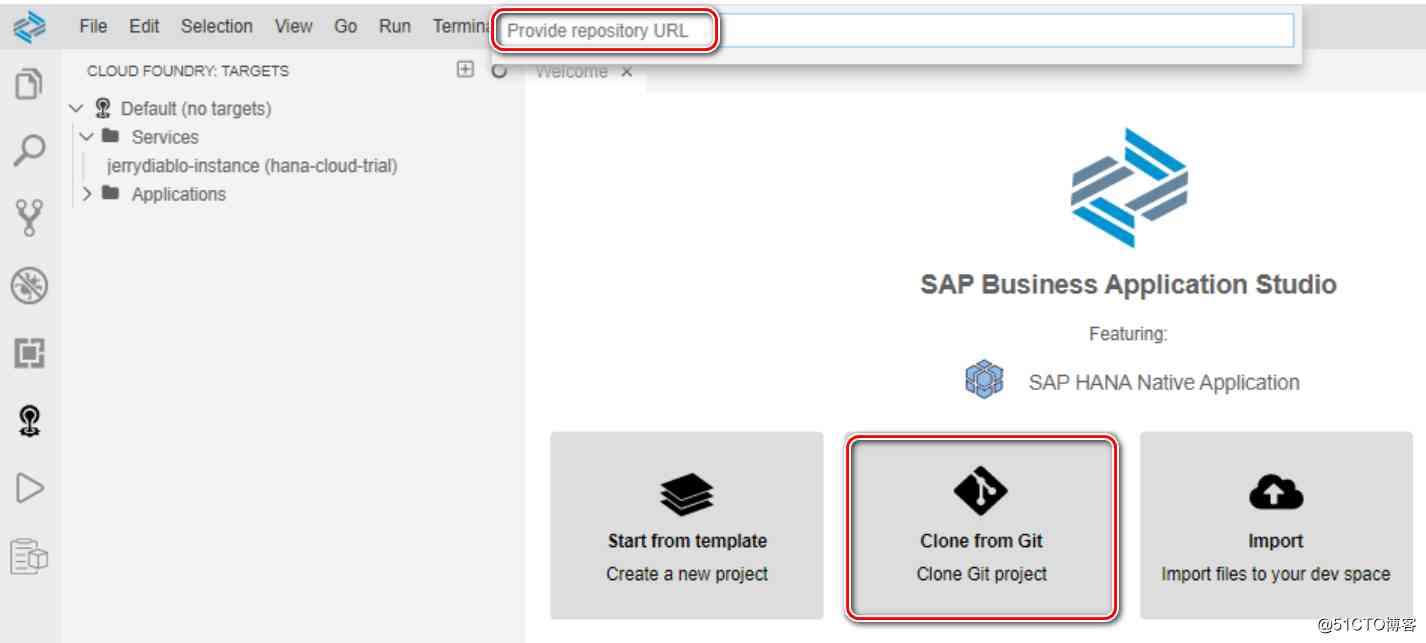 File Edit Selection View Go Run Termina
Provide repository URL
CLOUD FOUNDRY: TARGETS
Welcome
Default (no targets)
Services
jerrydiablo-instance (hana-cloud-trial)
Applications
SAP Business Application Studio
Featuring:
SAP HANA Native Application
Start from template
Create a new project
Clone from Git
Clone Git project
Import
Import files to your dev space
@51CTO博客